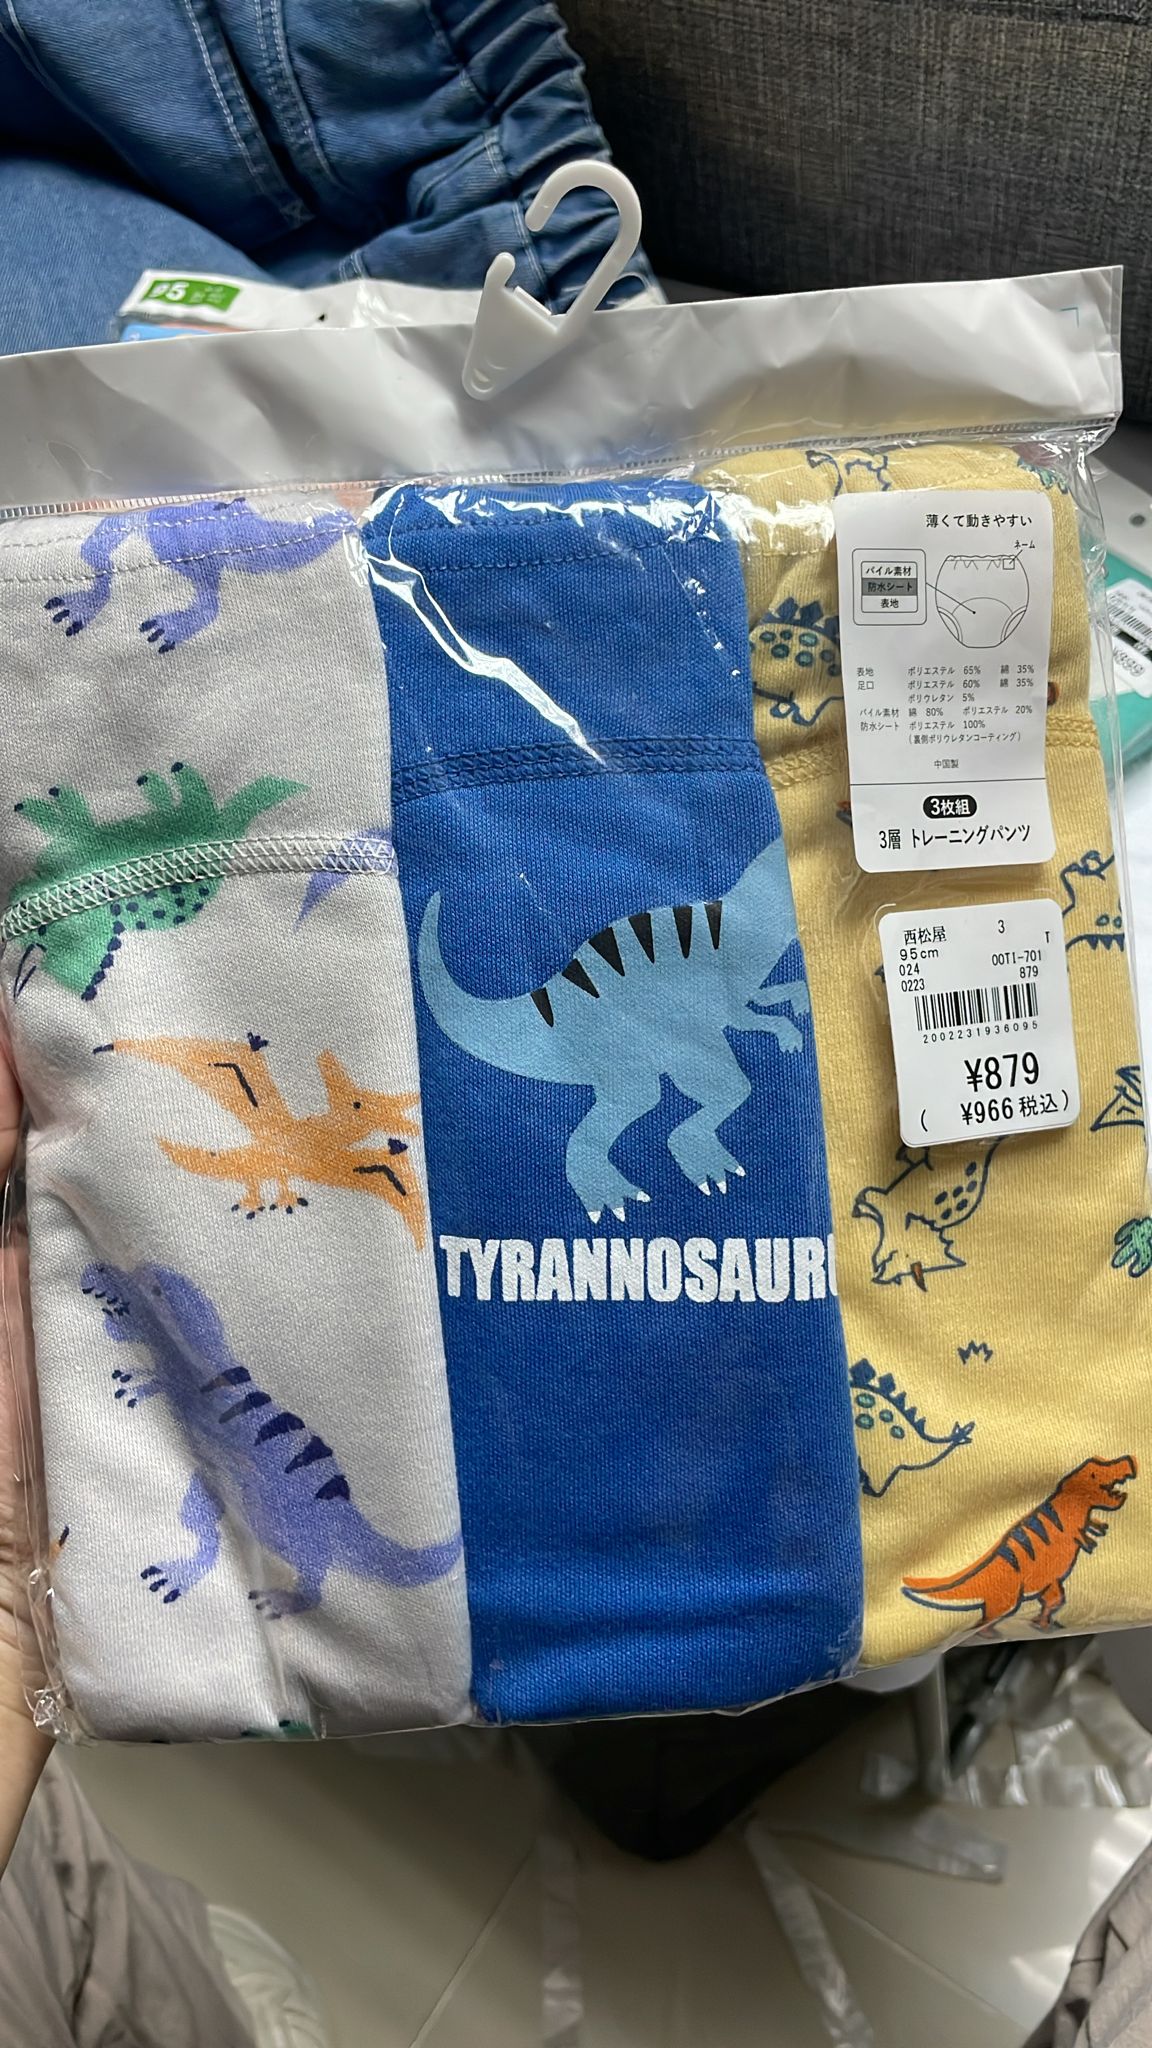 95
薄くて動きやすい
ネーム
パイル素材
防水シート
表地
表地 ポリエステル 65% 綿 35%
足口 ポリエステル 60% 綿 35%
ポリウレタン 5%
パイル素材 綿 80% ポリエステル 20%
防水シート ポリエステル 100%
(裏側ポリウレタンコーティング)
中国製
3枚組
3層 トレーニングパンツ
西松屋 3 T
95cm 00TI-701
024 879
0223
2002231936095
¥879
( ¥966税込)
TYRANNOSAURU